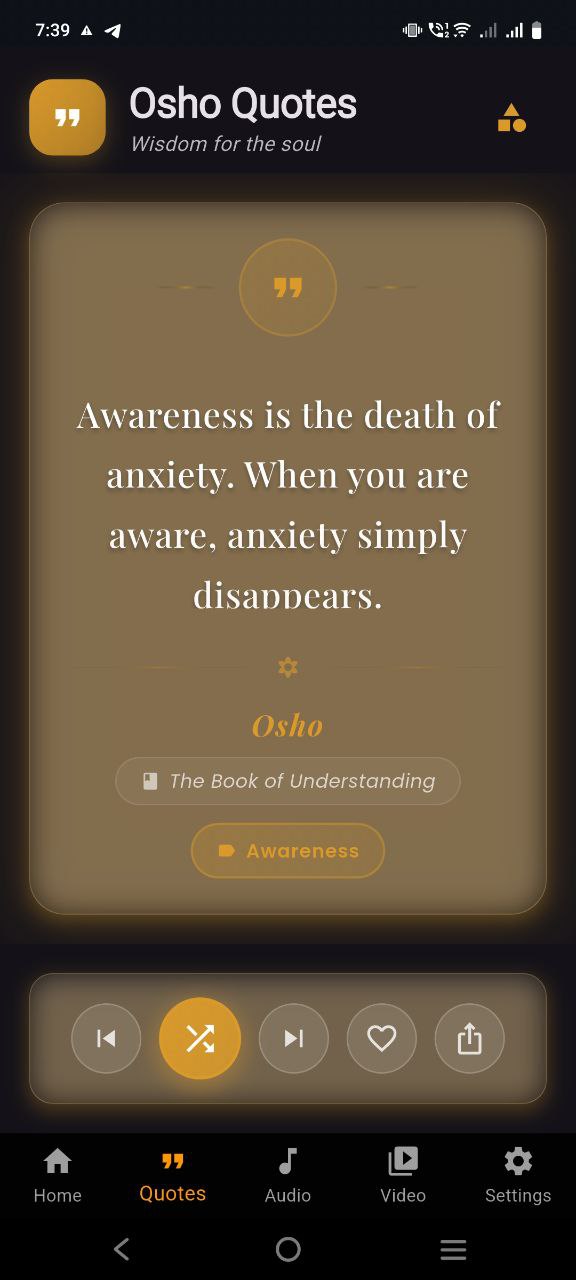 7:39
Osho Quotes
Wisdom for the soul
Awareness is the death of
anxiety. When you are
aware, anxiety simply
disappears.
Osho
The Book of Understanding
Awareness
Home
Quotes
Audio
Video
Settings